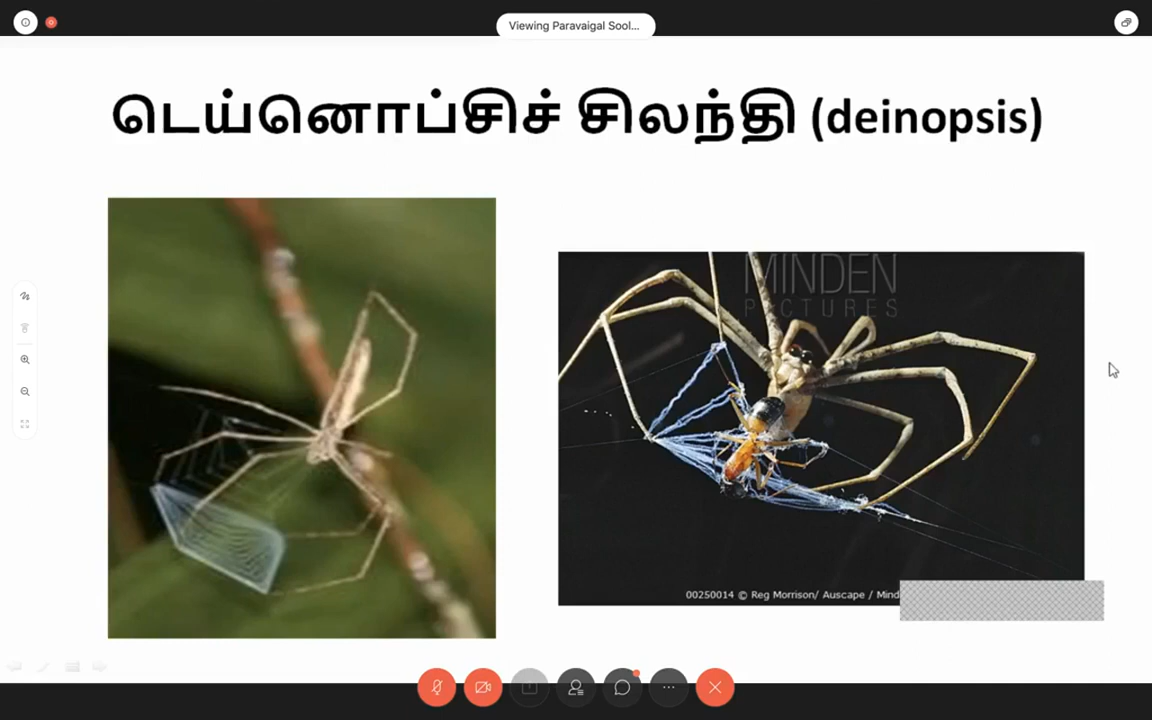 Viewing Paravaigal Sool...
டெய்னொப்சிச் சிலந்தி (deinopsis)
MINDEN
PICTURES
00250014 © Reg Morrison/ Auscape / Mind